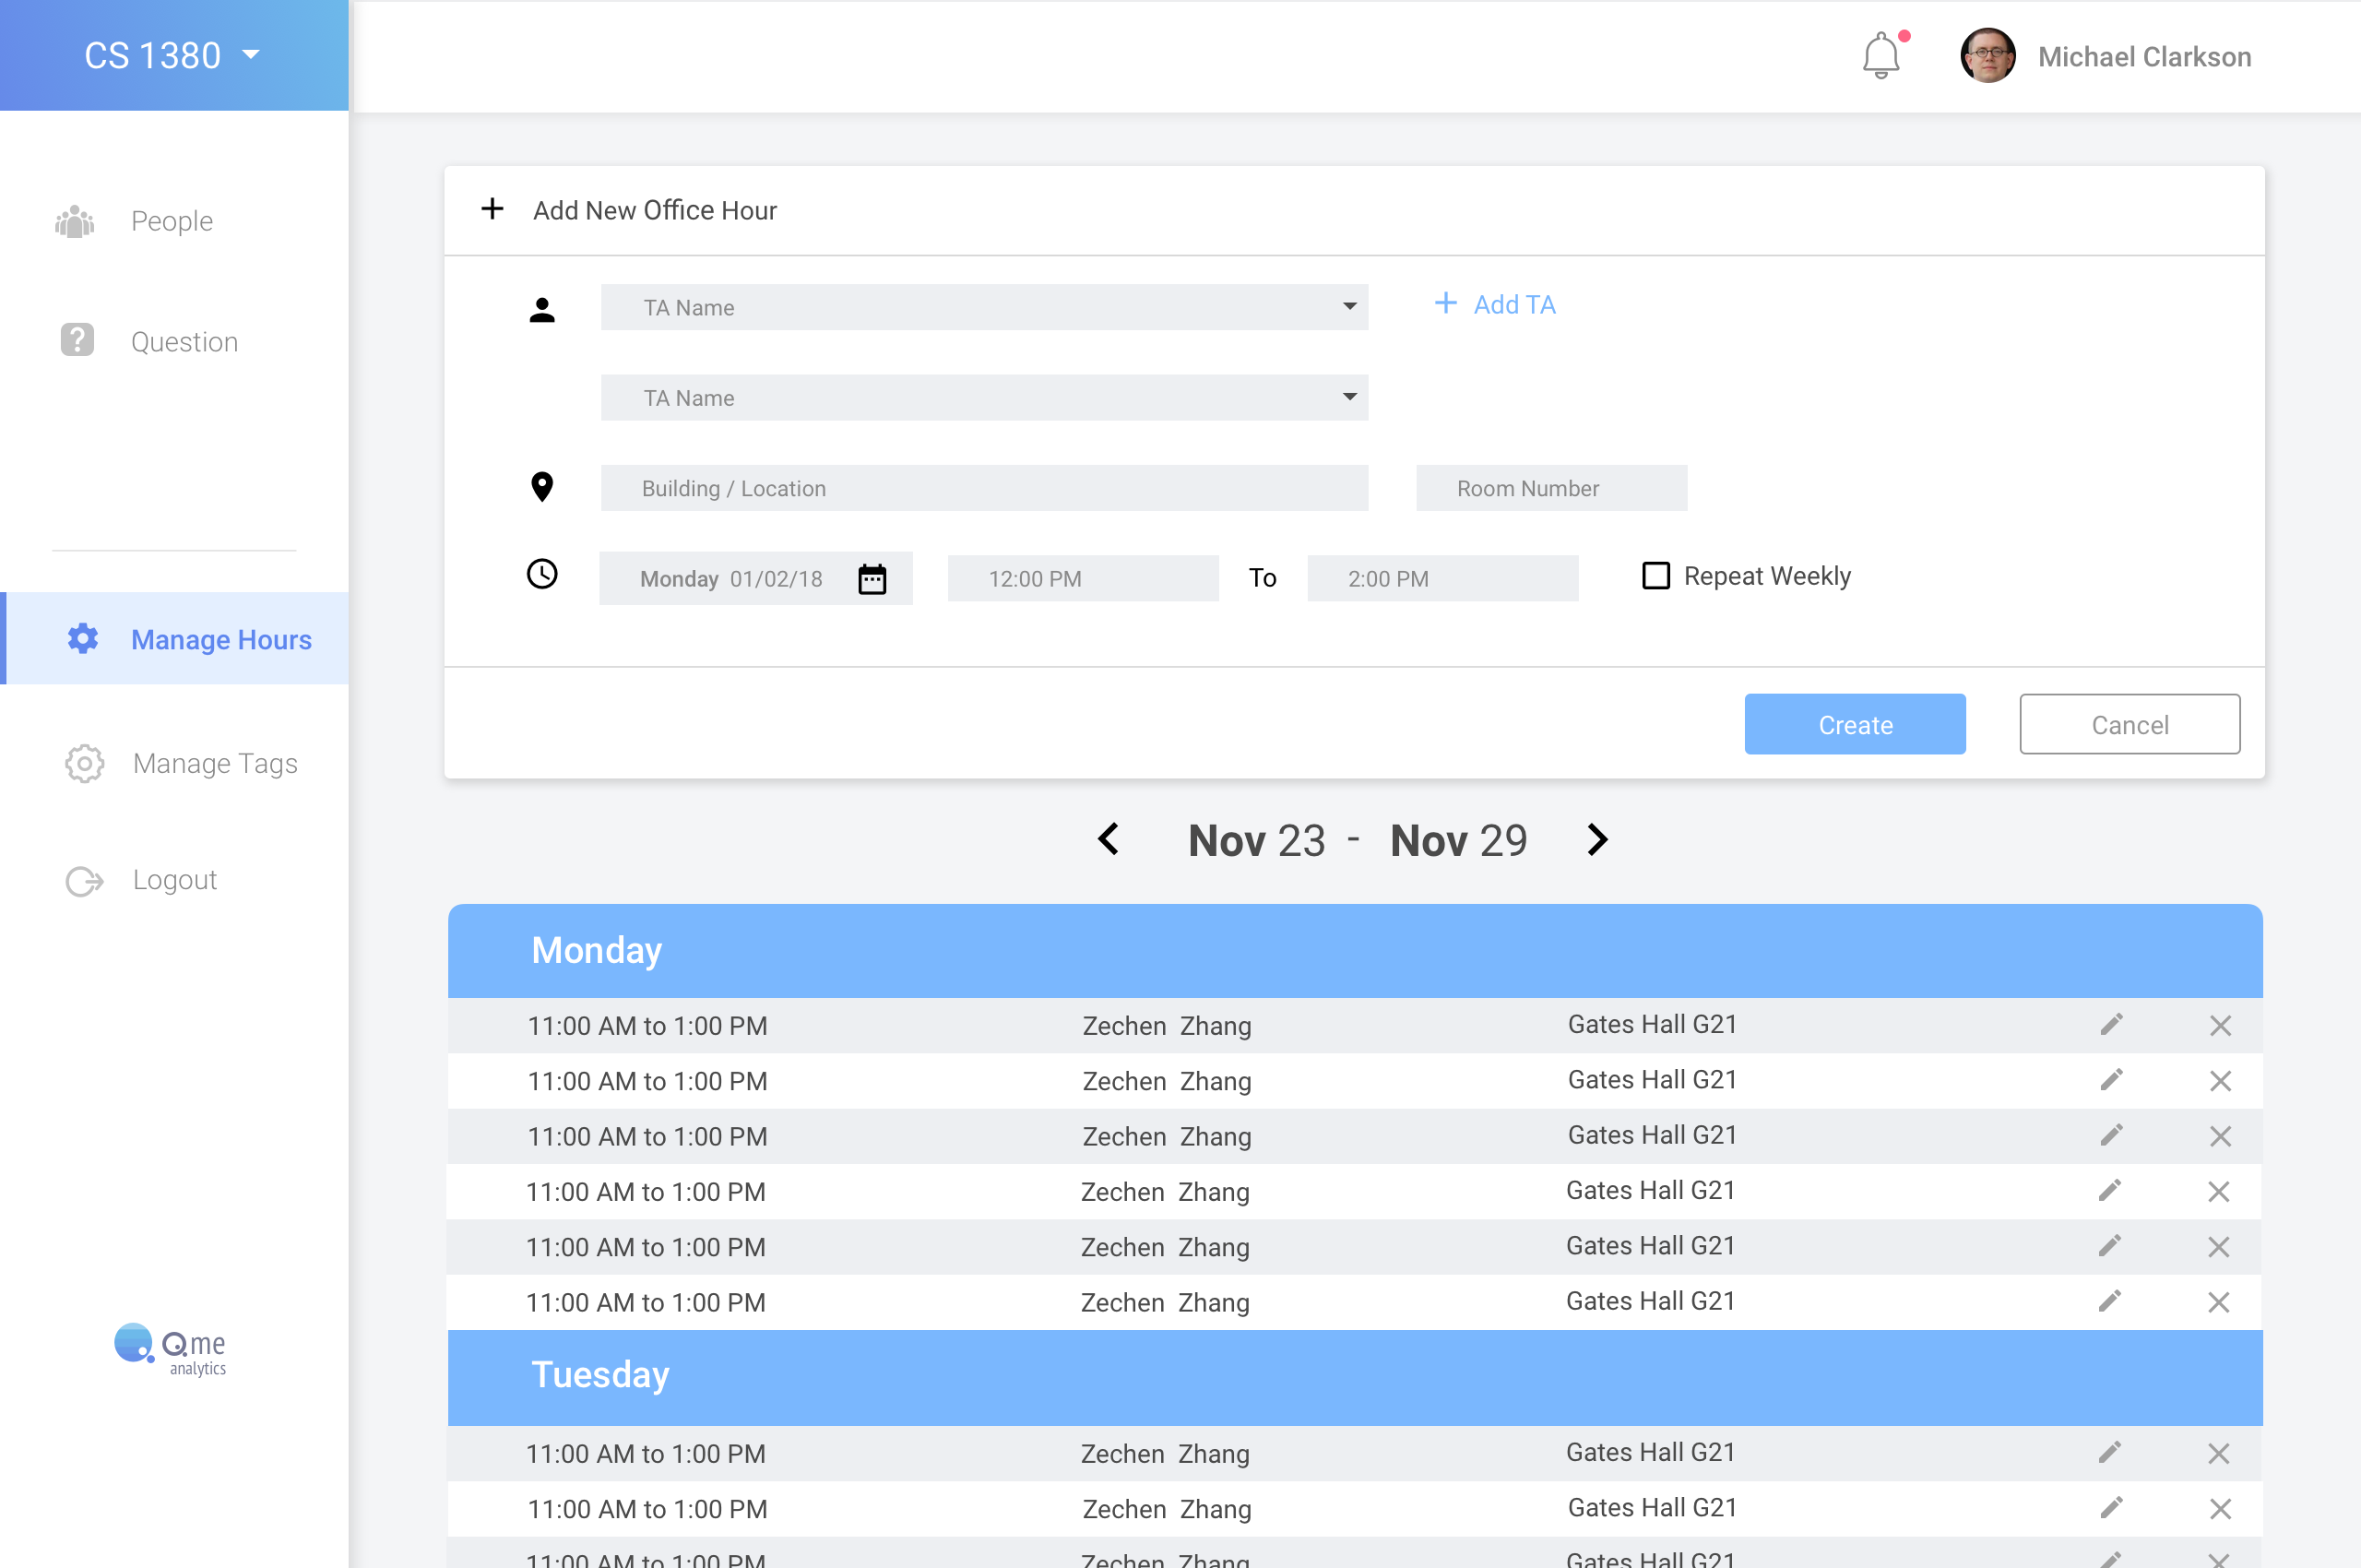 CS 1380
Michael Clarkson
People
Question
Manage Hours
Manage Tags
Logout
Qme
analytics
Add New Office Hour
TA Name
Add TA
TA Name
Building / Location Room Number
Monday 01/02/18 12:00 PM To 2:00 PM Repeat Weekly
Create Cancel
Nov 23 - Nov 29
Monday
11:00 AM to 1:00 PM Zechen Zhang Gates Hall G21
11:00 AM to 1:00 PM Zechen Zhang Gates Hall G21
11:00 AM to 1:00 PM Zechen Zhang Gates Hall G21
11:00 AM to 1:00 PM Zechen Zhang Gates Hall G21
11:00 AM to 1:00 PM Zechen Zhang Gates Hall G21
11:00 AM to 1:00 PM Zechen Zhang Gates Hall G21
Tuesday
11:00 AM to 1:00 PM Zechen Zhang Gates Hall G21
11:00 AM to 1:00 PM Zechen Zhang Gates Hall G21
11:00 AM to 1:00 PM Zechen Zhang Gates Hall G21